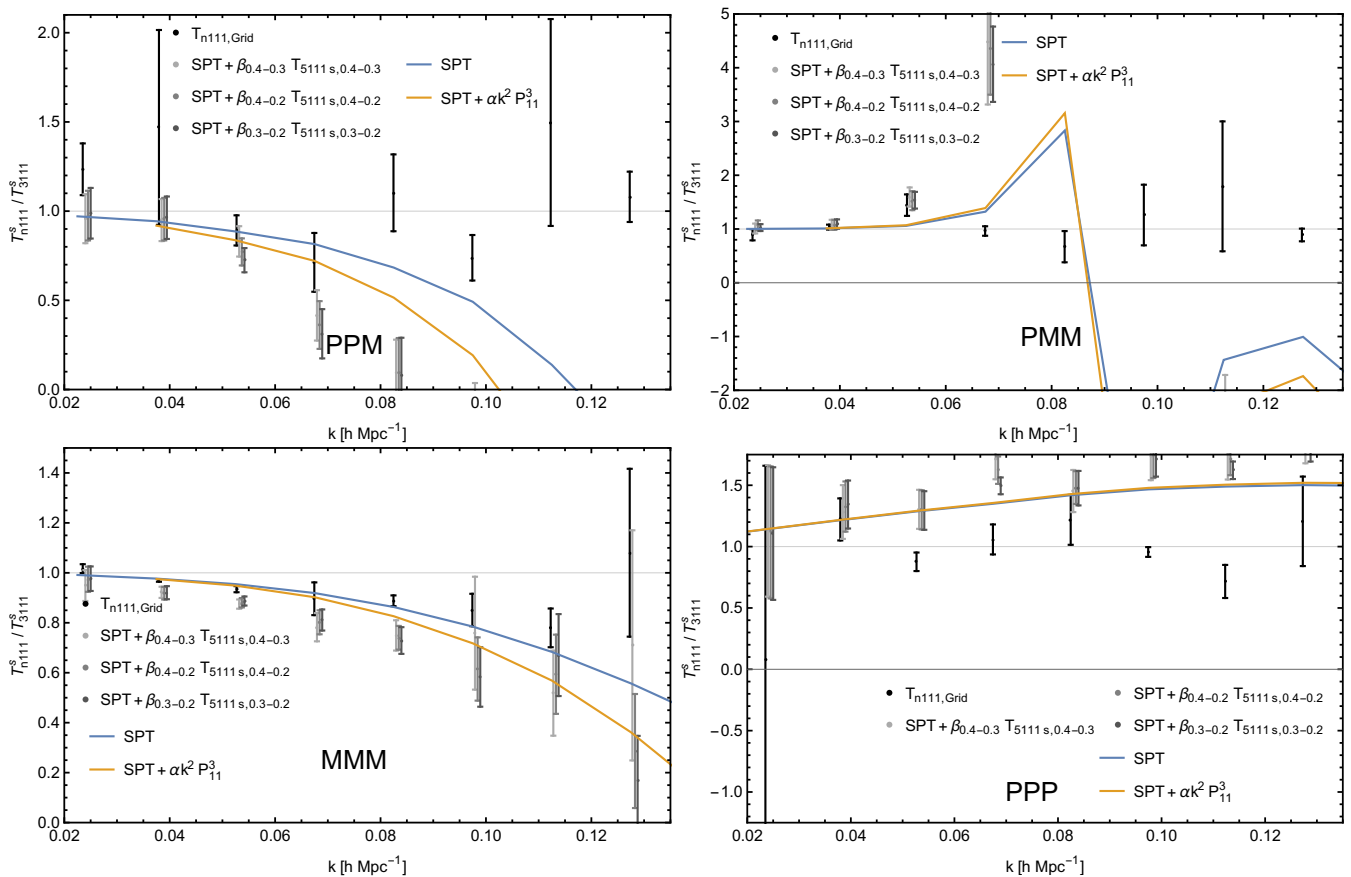 2.0
1.5
1.0
0.5
0.0
T^s_n111 / T^s_3111
T_n111,Grid
SPT + β_0.4−0.3 T_5111 s,0.4−0.3
SPT + β_0.4−0.2 T_5111 s,0.4−0.2
SPT + β_0.3−0.2 T_5111 s,0.3−0.2
SPT
SPT + αk² P³_11
PPM
0.02 0.04 0.06 0.08 0.10 0.12
k [h Mpc⁻¹]
5
4
3
2
1
0
−1
−2
T^s_n111 / T^s_3111
T_n111,Grid
SPT + β_0.4−0.3 T_5111 s,0.4−0.3
SPT + β_0.4−0.2 T_5111 s,0.4−0.2
SPT + β_0.3−0.2 T_5111 s,0.3−0.2
SPT
SPT + αk² P³_11
PMM
0.02 0.04 0.06 0.08 0.10 0.12
k [h Mpc⁻¹]
1.4
1.2
1.0
0.8
0.6
0.4
0.2
0.0
T^s_n111 / T^s_3111
T_n111,Grid
SPT + β_0.4−0.3 T_5111 s,0.4−0.3
SPT + β_0.4−0.2 T_5111 s,0.4−0.2
SPT + β_0.3−0.2 T_5111 s,0.3−0.2
SPT
SPT + αk² P³_11
MMM
0.02 0.04 0.06 0.08 0.10 0.12
k [h Mpc⁻¹]
1.5
1.0
0.5
0.0
−0.5
−1.0
T^s_n111 / T^s_3111
T_n111,Grid
SPT + β_0.4−0.3 T_5111 s,0.4−0.3
SPT + β_0.4−0.2 T_5111 s,0.4−0.2
SPT + β_0.3−0.2 T_5111 s,0.3−0.2
SPT
SPT + αk² P³_11
PPP
0.02 0.04 0.06 0.08 0.10 0.12
k [h Mpc⁻¹]